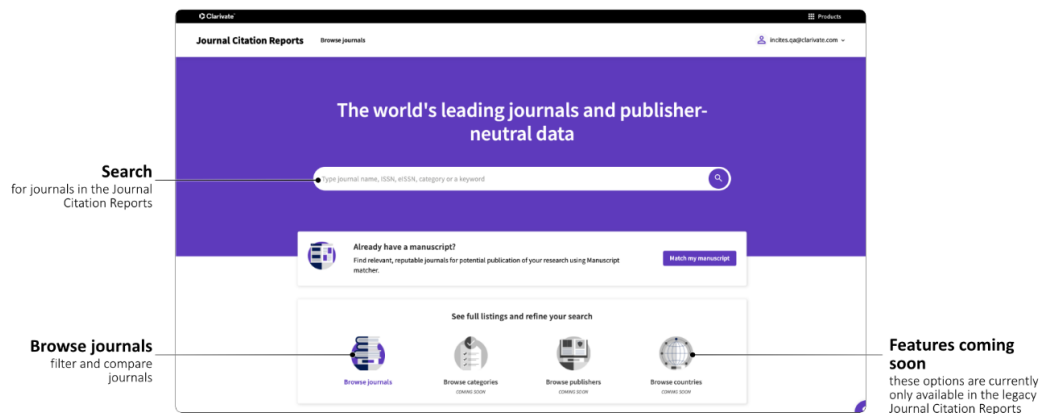 Clarivate
Products
Journal Citation Reports
Browse journals
incites.qa@clarivate.com
The world's leading journals and publisher-
neutral data
Search
for journals in the Journal
Citation Reports
Type journal name, ISSN, eISSN, category or a keyword
Already have a manuscript?
Find relevant, reputable journals for potential publication of your research using Manuscript
matcher.
Match my manuscript
See full listings and refine your search
Browse journals
filter and compare
journals
Browse journals
Browse categories
COMING SOON
Browse publishers
COMING SOON
Browse countries
COMING SOON
Features coming
soon
these options are currently
only available in the legacy
Journal Citation Reports